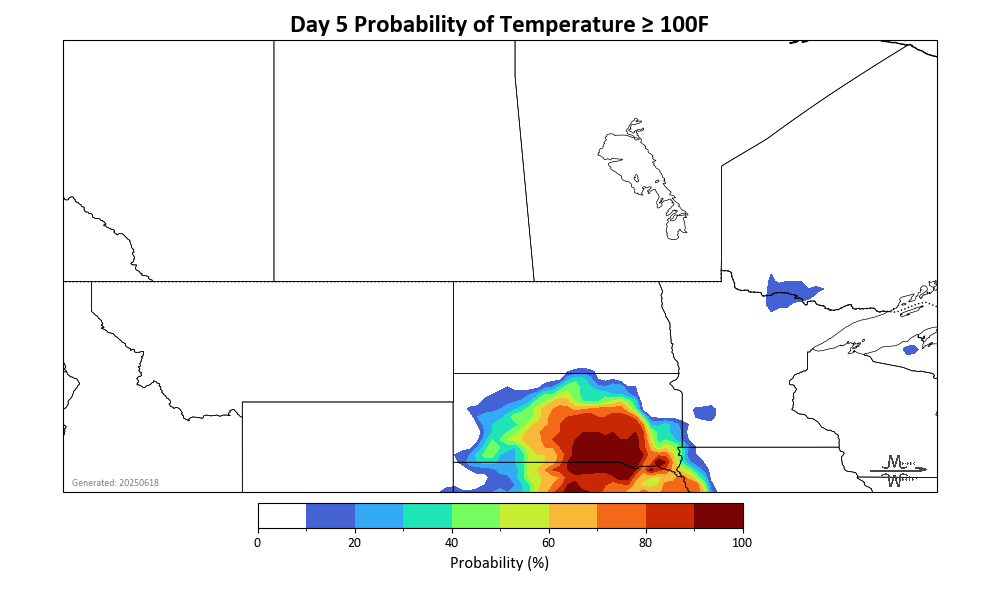 Day 5 Probability of Temperature ≥ 100F
Generated: 20250618
0 20 40 60 80 100
Probability (%)